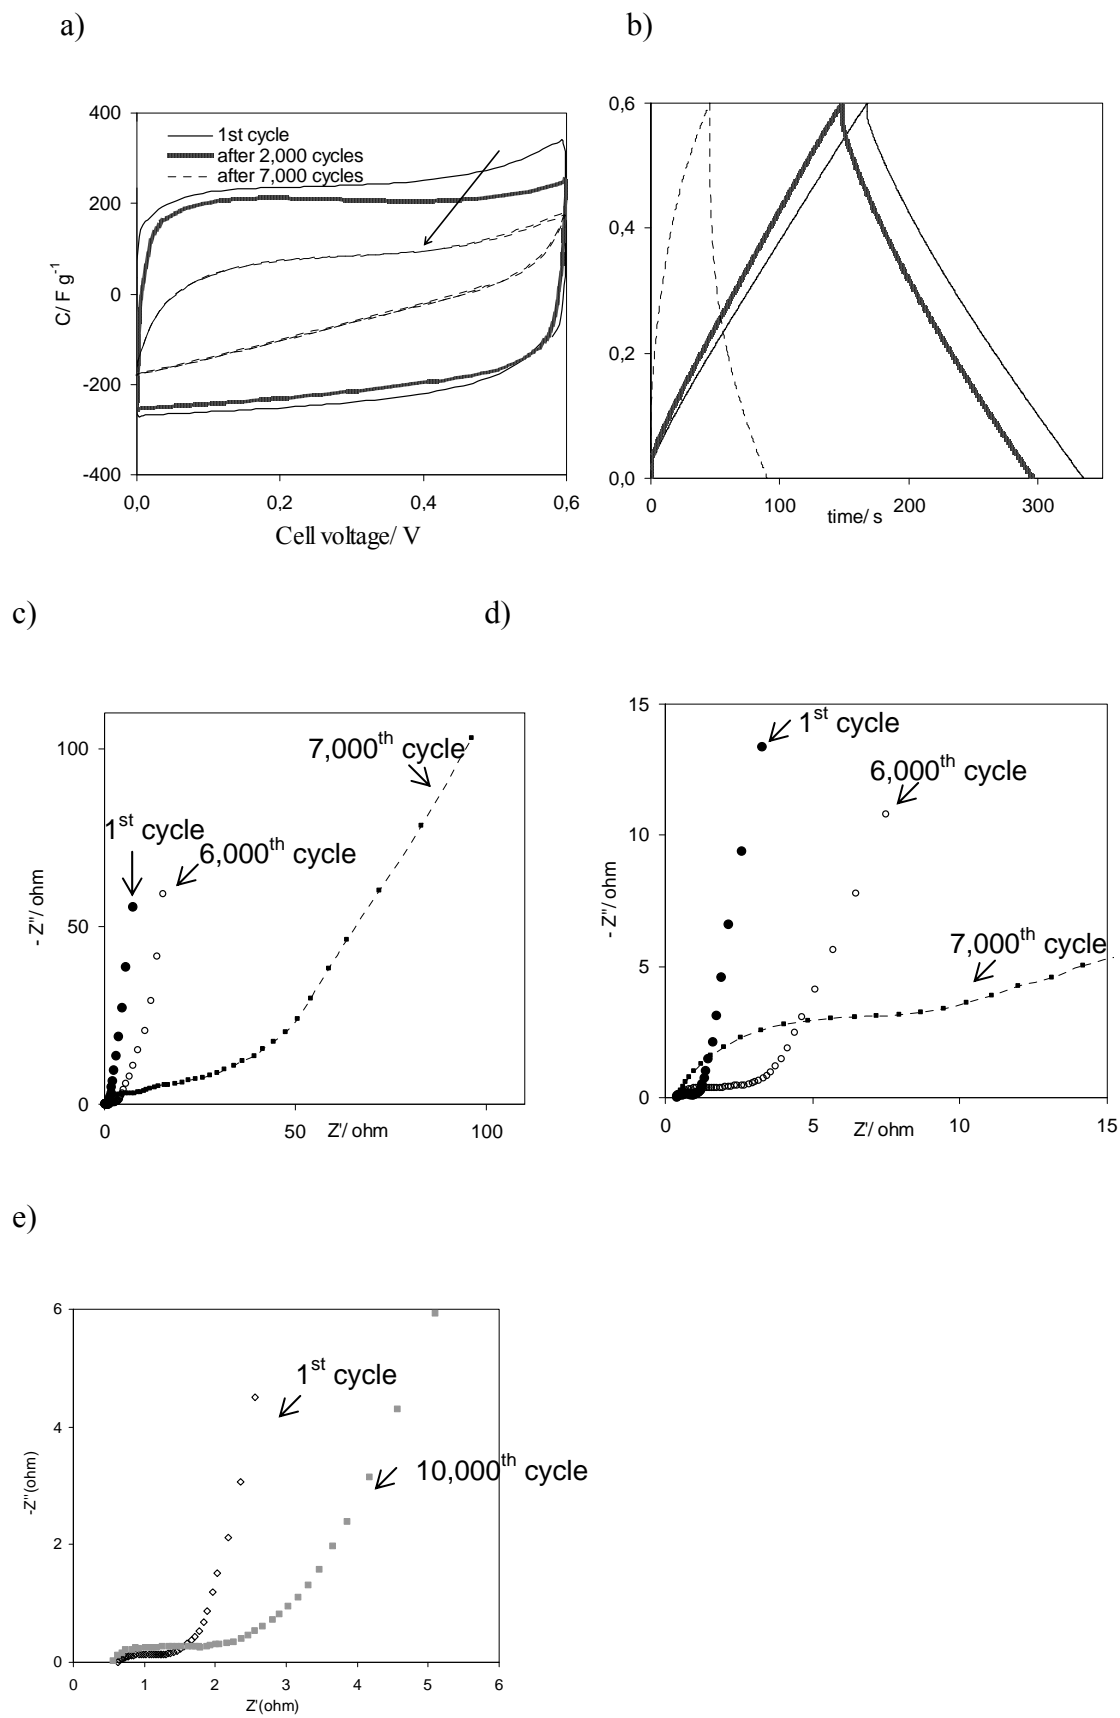 a)
b)
400
200
0
-200
-400
C/ F g⁻¹
1st cycle
after 2,000 cycles
after 7,000 cycles
0,0
0,2
0,4
0,6
Cell voltage/ V
0,6
0,4
0,2
0,0
0
100
200
300
time/ s
c)
d)
100
50
0
- Z"/ ohm
7,000th cycle
1st cycle
6,000th cycle
0
50
100
Z'/ ohm
15
10
5
0
- Z"/ ohm
1st cycle
6,000th cycle
7,000th cycle
0
5
10
15
Z'/ ohm
e)
6
4
2
0
-Z"(ohm)
1st cycle
10,000th cycle
0
1
2
3
4
5
6
Z'(ohm)